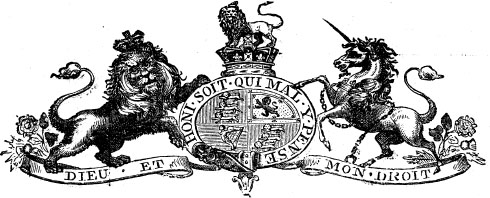 HONI · SOIT · QUI MAL · Y · PENSE
DIEU · ET
MON · DROIT